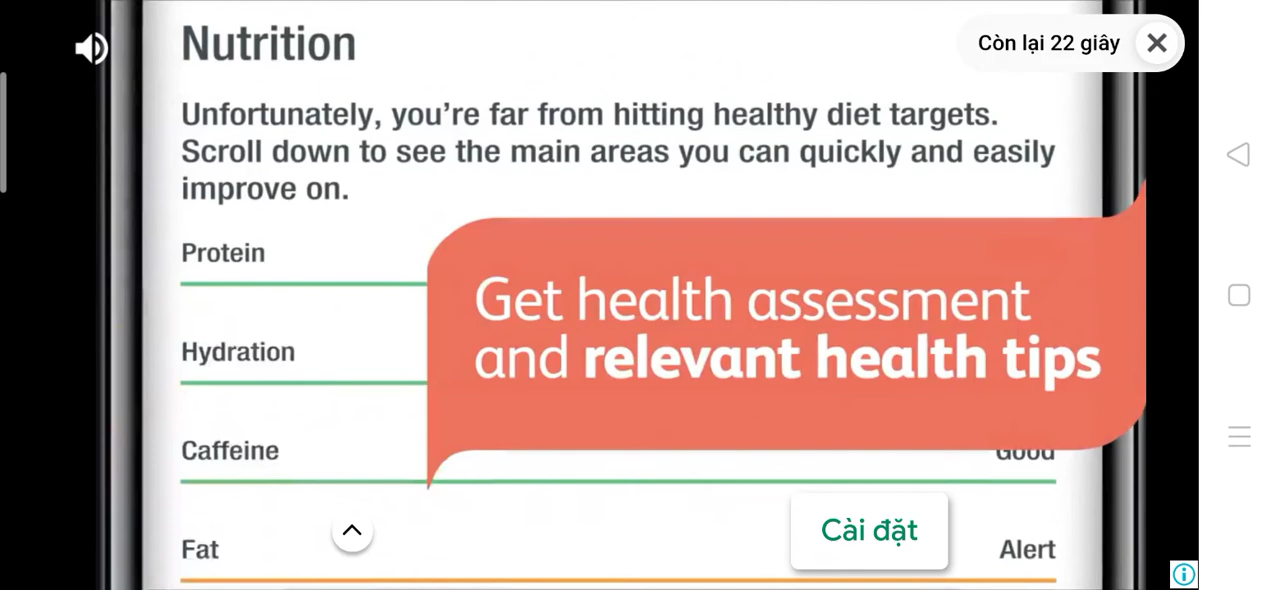 Nutrition
Còn lại 22 giây
Unfortunately, you're far from hitting healthy diet targets.
Scroll down to see the main areas you can quickly and easily
improve on.
Protein
Get health assessment
and relevant health tips
Hydration
Caffeine
Good
Cài đặt
Fat
Alert